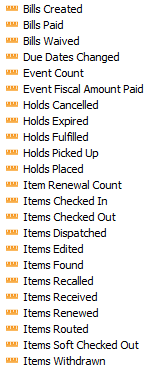 Bills Created
Bills Paid
Bills Waived
Due Dates Changed
Event Count
Event Fiscal Amount Paid
Holds Cancelled
Holds Expired
Holds Fulfilled
Holds Picked Up
Holds Placed
Item Renewal Count
Items Checked In
Items Checked Out
Items Dispatched
Items Edited
Items Found
Items Recalled
Items Received
Items Renewed
Items Routed
Items Soft Checked Out
Items Withdrawn